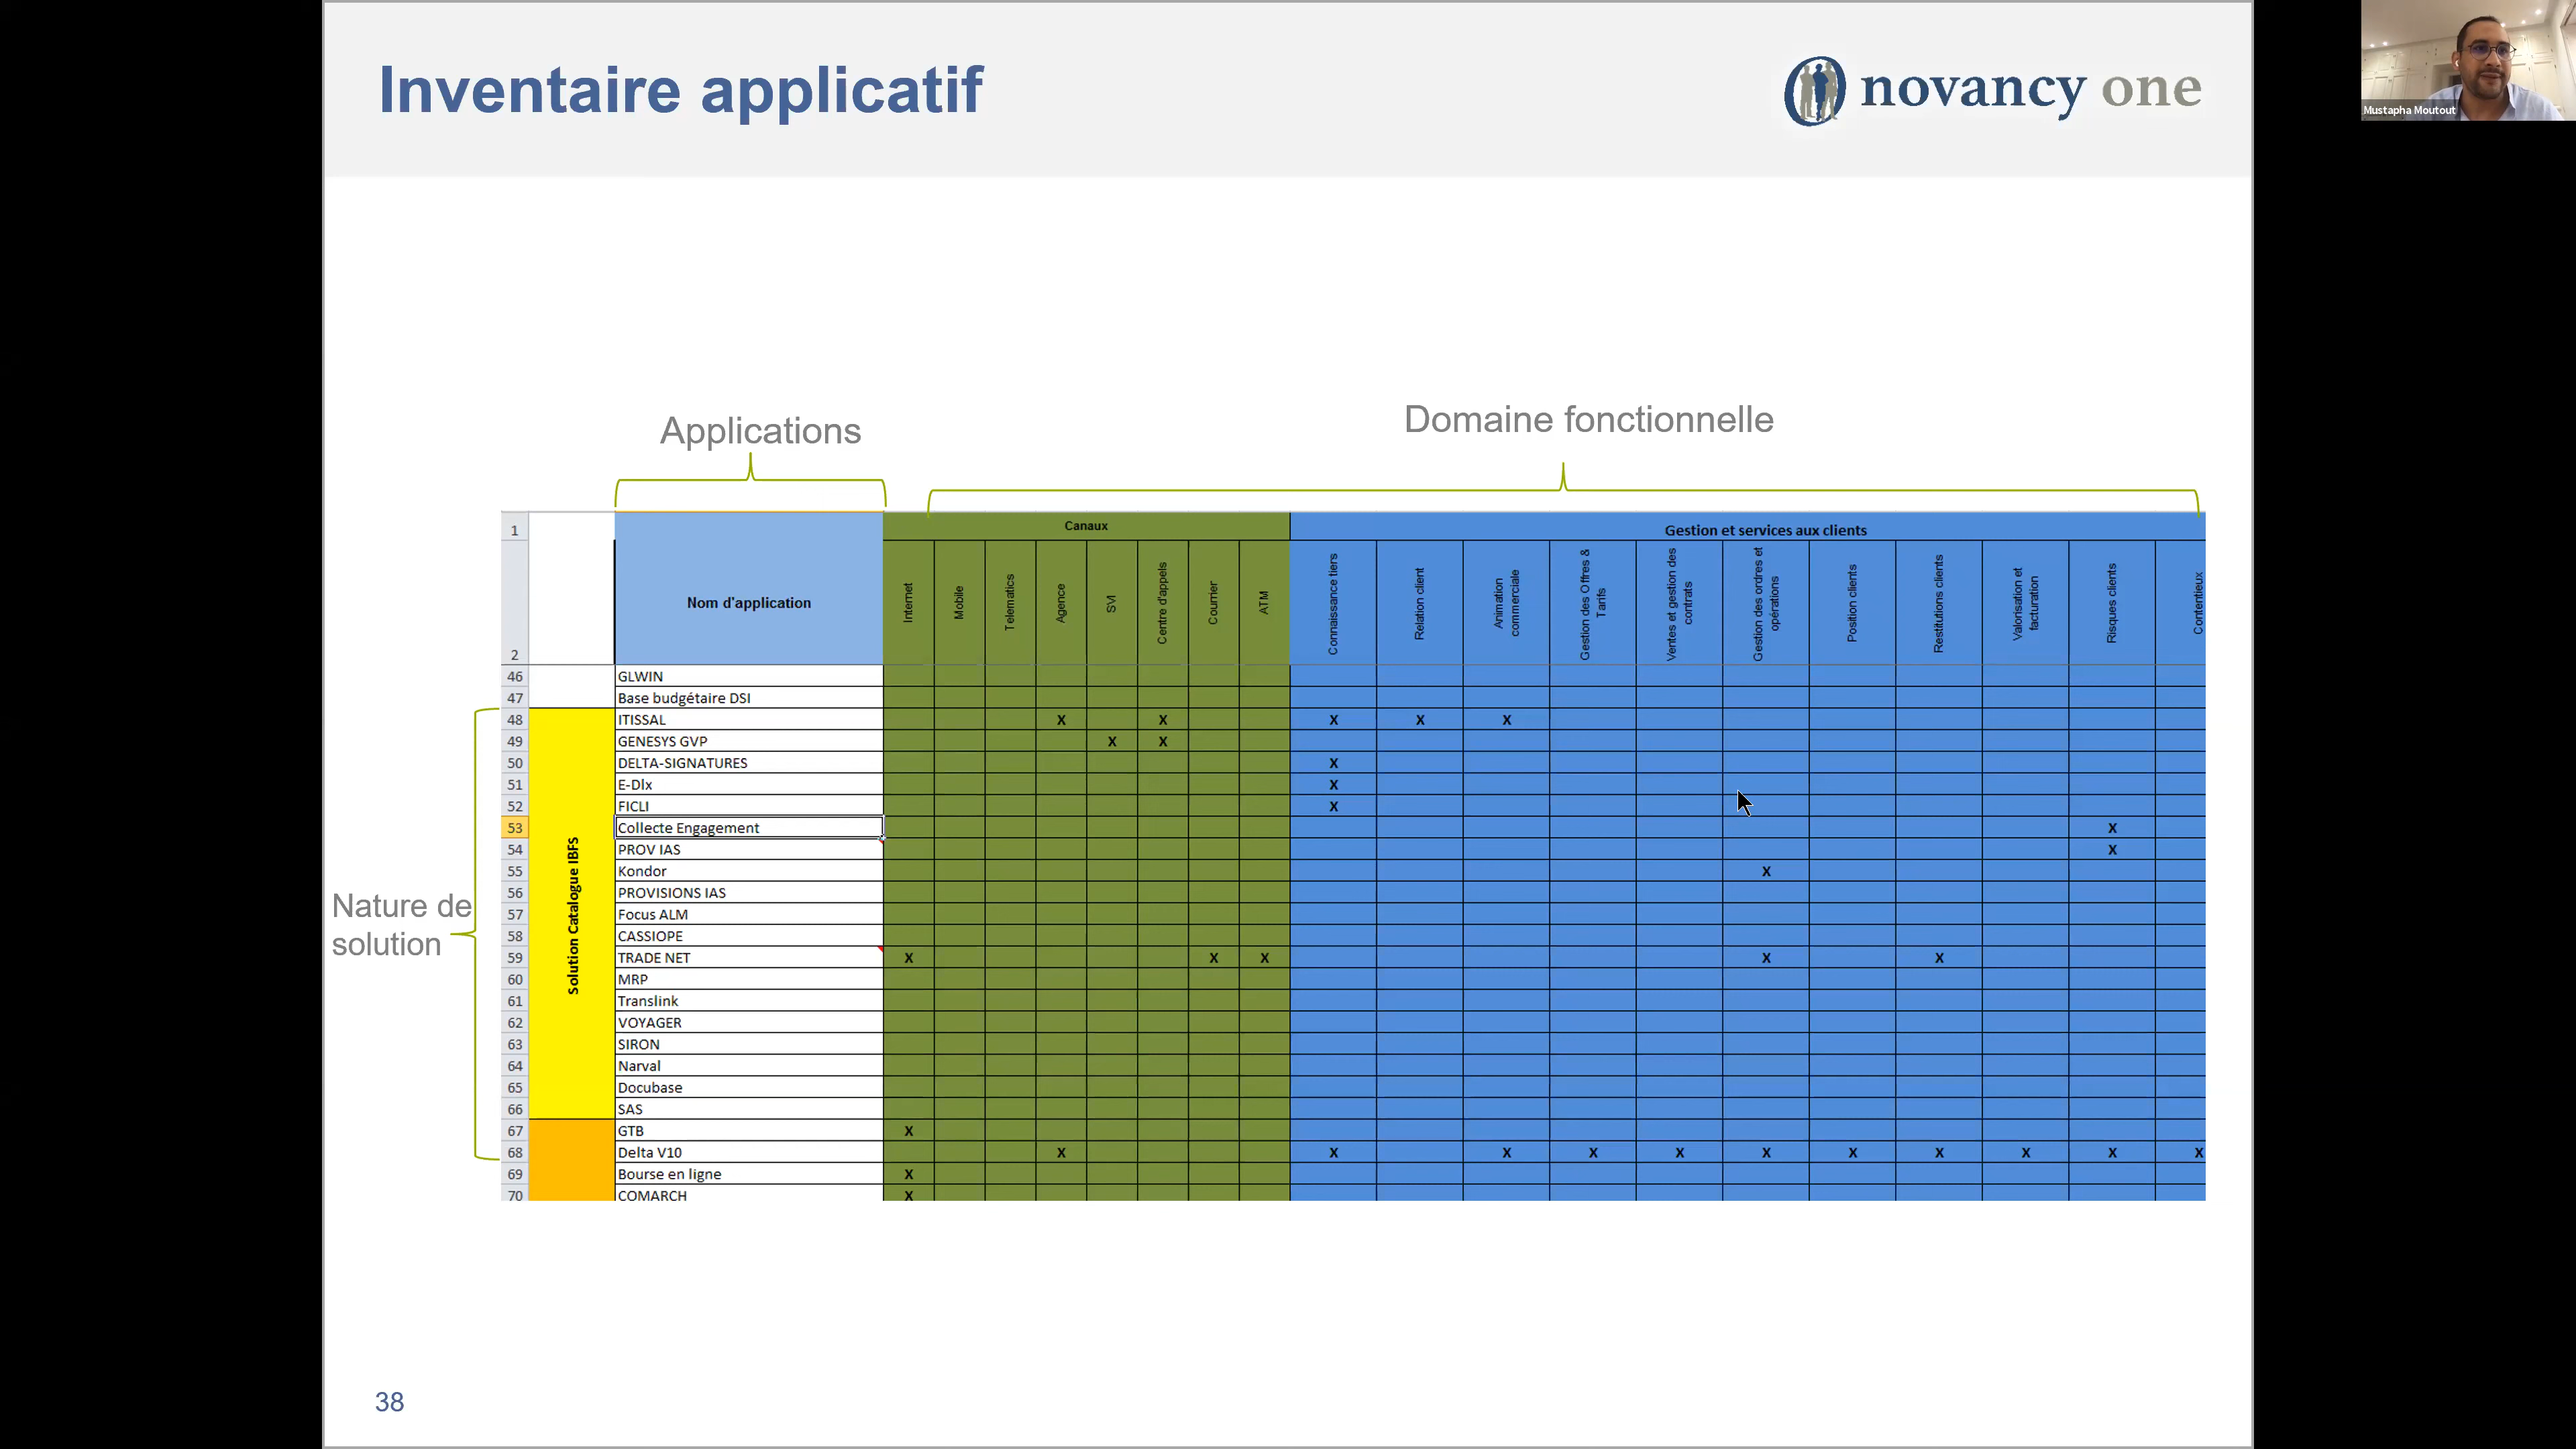 Inventaire applicatif
novancy one
Mustapha Moutout
Applications
Domaine fonctionnelle
Nature de
solution
1
Canaux
Gestion et services aux clients
2
Nom d'application
Internet
Mobile
Telematics
Agence
SVI
Centre d'appels
Courrier
ATM
Connaissance tiers
Relation client
Animation
commerciale
Gestion des Offres &
Tarifs
Ventes et gestion des
contrats
Gestion des ordres et
opérations
Position clients
Restitutions clients
Valorisation et
facturation
Risques clients
Contentieux
Solution Catalogue IBFS
46 GLWIN
47 Base budgétaire DSI
48 ITISSAL X X X X X
49 GENESYS GVP X X
50 DELTA-SIGNATURES X
51 E-Dlx X
52 FICLI X
53 Collecte Engagement X
54 PROV IAS X
55 Kondor X
56 PROVISIONS IAS
57 Focus ALM
58 CASSIOPE
59 TRADE NET X X X X X
60 MRP
61 Translink
62 VOYAGER
63 SIRON
64 Narval
65 Docubase
66 SAS
67 GTB X
68 Delta V10 X X X X X X X X X X X
69 Bourse en ligne X
70 COMARCH X
38